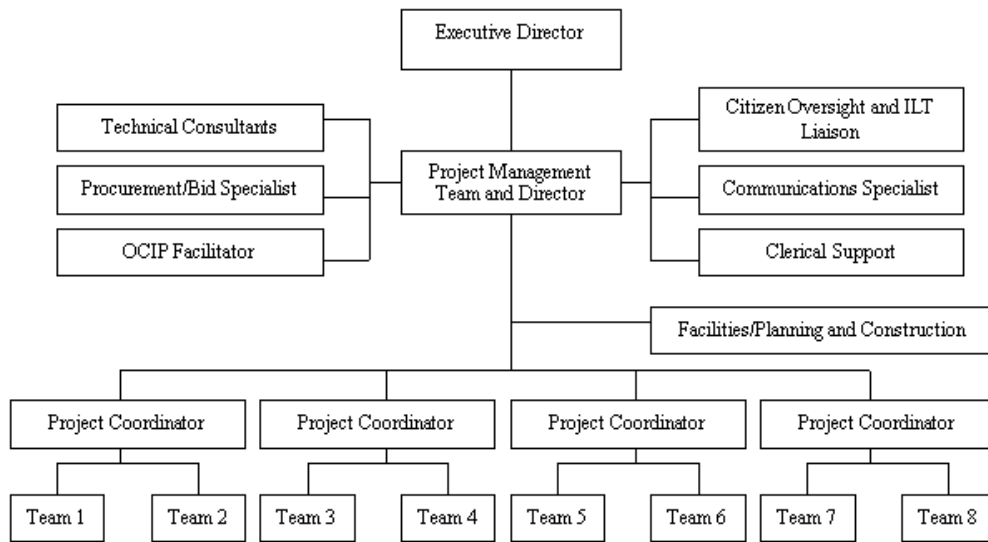 Executive Director
Technical Consultants
Citizen Oversight and ILT
Liaison
Project Management
Team and Director
Procurement/Bid Specialist
Communications Specialist
OCIP Facilitator
Clerical Support
Facilities/Planning and Construction
Project Coordinator
Project Coordinator
Project Coordinator
Project Coordinator
Team 1
Team 2
Team 3
Team 4
Team 5
Team 6
Team 7
Team 8